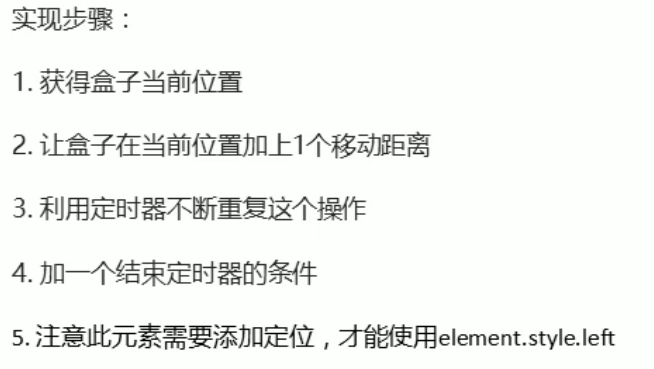 实现步骤：
1. 获得盒子当前位置
2. 让盒子在当前位置加上1个移动距离
3. 利用定时器不断重复这个操作
4. 加一个结束定时器的条件
5. 注意此元素需要添加定位，才能使用element.style.left